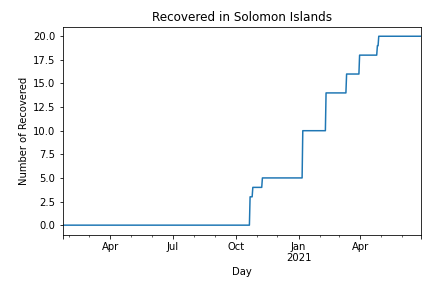 Recovered in Solomon Islands
Number of Recovered
20.0
17.5
15.0
12.5
10.0
7.5
5.0
2.5
0.0
Apr
Jul
Oct
Jan
2021
Apr
Day